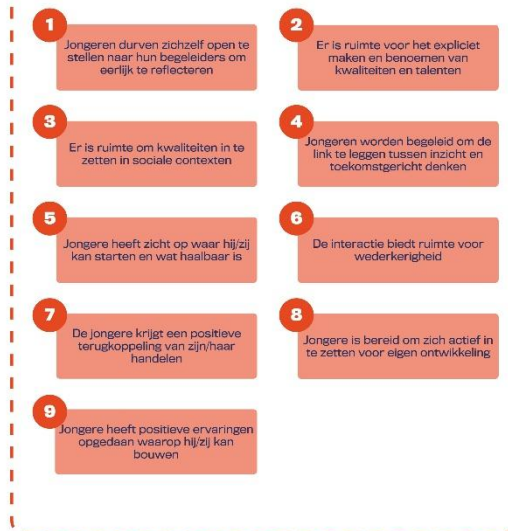 1
Jongeren durven zichzelf open te
stellen naar hun begeleiders om
eerlijk te reflecteren
2
Er is ruimte voor het expliciet
maken en benoemen van
kwaliteiten en talenten
3
Er is ruimte om kwaliteiten in te
zetten in sociale contexten
4
Jongeren worden begeleid om de
link te leggen tussen inzicht en
toekomstgericht denken
5
Jongere heeft zicht op waar hij/zij
kan starten en wat haalbaar is
6
De interactie biedt ruimte voor
wederkerigheid
7
De jongere krijgt een positieve
terugkoppeling van zijn/haar
handelen
8
Jongere is bereid om zich actief in
te zetten voor eigen ontwikkeling
9
Jongere heeft positieve ervaringen
opgedaan waarop hij/zij kan
bouwen